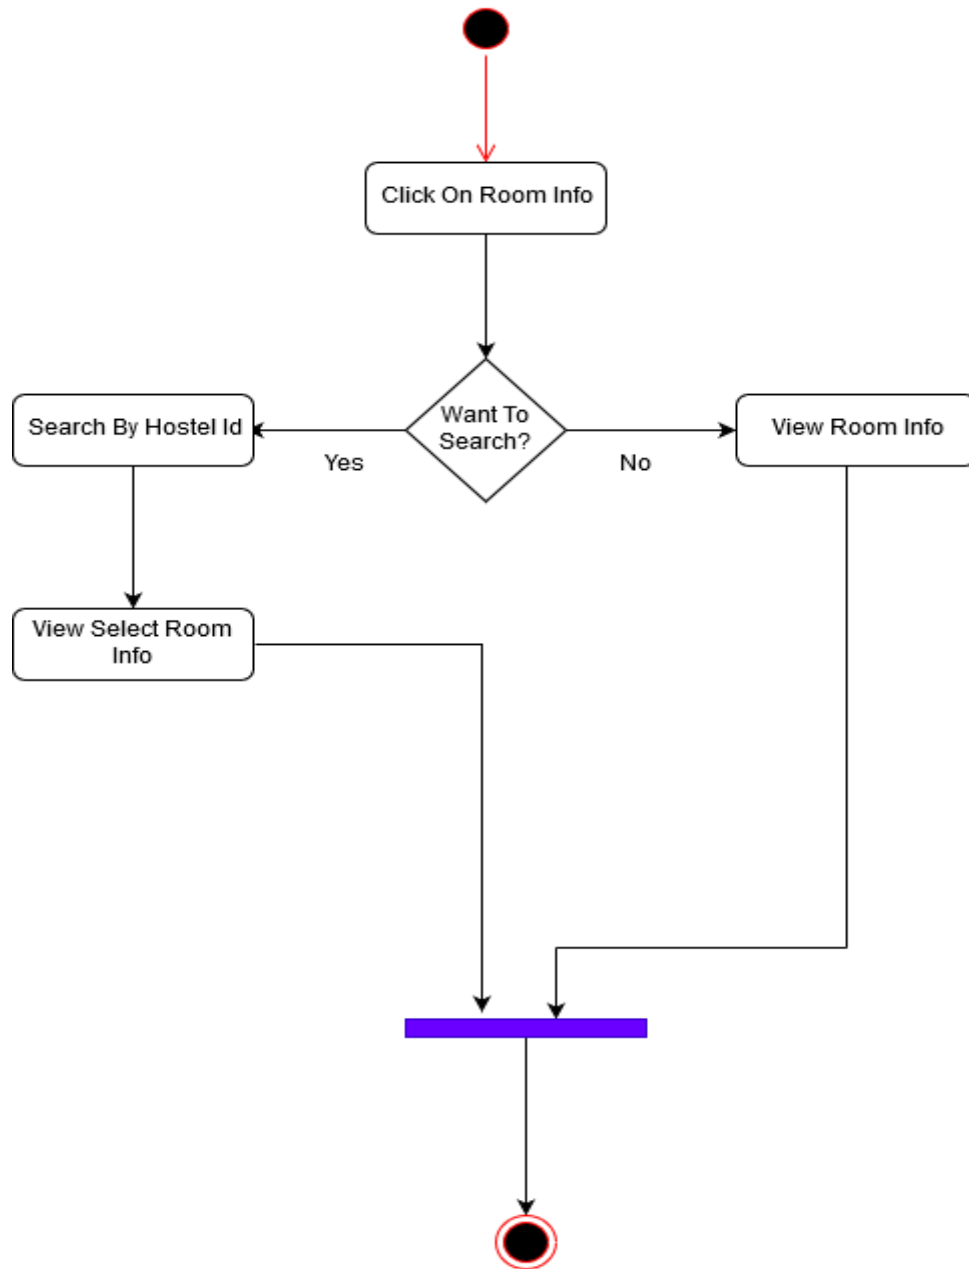 Click On Room Info
Want To
Search?
Search By Hostel Id
View Room Info
Yes
No
View Select Room
Info